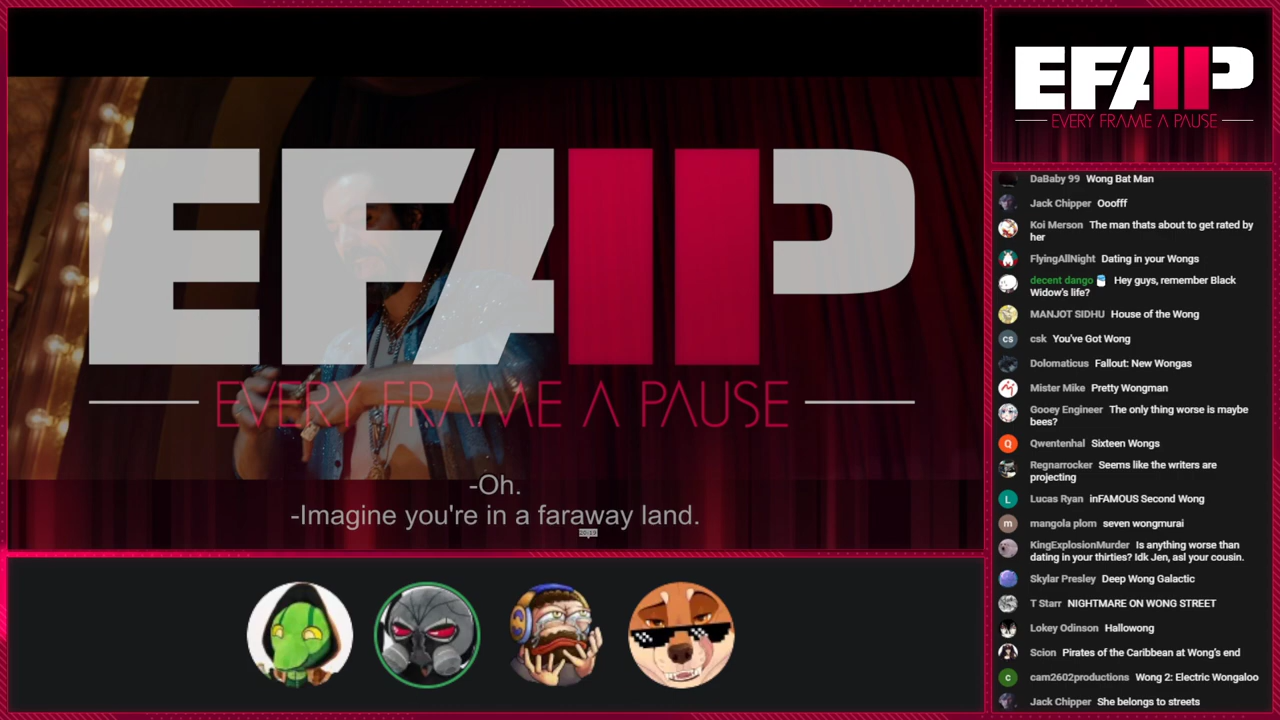 EFAP
EVERY FRAME A PAUSE
-Oh.
-Imagine you're in a faraway land.
EFAP
EVERY FRAME A PAUSE
DaBaby 99 Wong Bat Man
Jack Chipper Ooofff
Koi Merson The man thats about to get rated by
her
FlyingAllNight Dating in your Wongs
decent dango Hey guys, remember Black
Widow's life?
MANJOT SIDHU House of the Wong
cs
csk You've Got Wong
Dolomaticus Fallout: New Wongas
Mister Mike Pretty Wongman
Gooey Engineer The only thing worse is maybe
bees?
Q
Qwentenhal Sixteen Wongs
Regnarrocker Seems like the writers are
projecting
L
Lucas Ryan inFAMOUS Second Wong
m
mangola plom seven wongmurai
KingExplosionMurder Is anything worse than
dating in your thirties? Idk Jen, asl your cousin.
Skylar Presley Deep Wong Galactic
T Starr NIGHTMARE ON WONG STREET
Lokey Odinson Hallowong
Scion Pirates of the Caribbean at Wong's end
c
cam2602productions Wong 2: Electric Wongaloo
Jack Chipper She belongs to streets